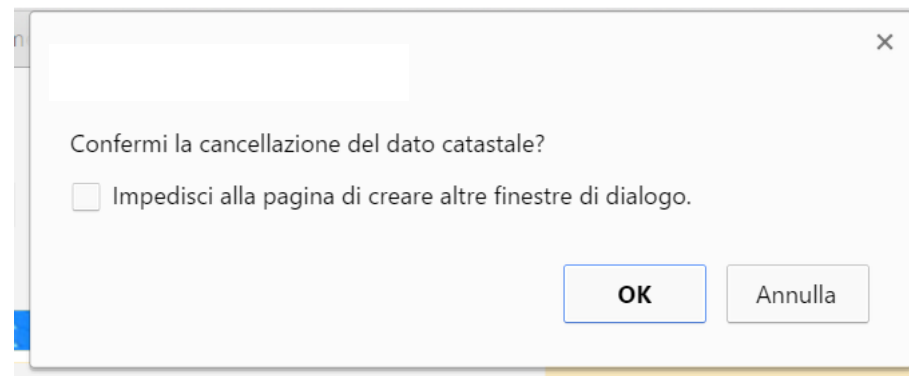 Confermi la cancellazione del dato catastale?
Impedisci alla pagina di creare altre finestre di dialogo.
OK Annulla